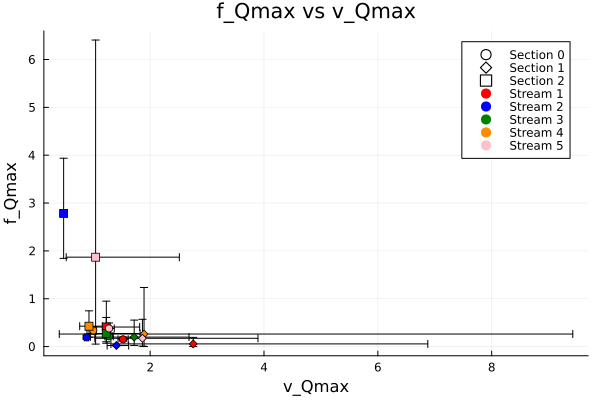 f_Qmax vs v_Qmax
6
5
4
3
2
1
0
f_Qmax
2
4
6
8
v_Qmax
Section 0
Section 1
Section 2
Stream 1
Stream 2
Stream 3
Stream 4
Stream 5